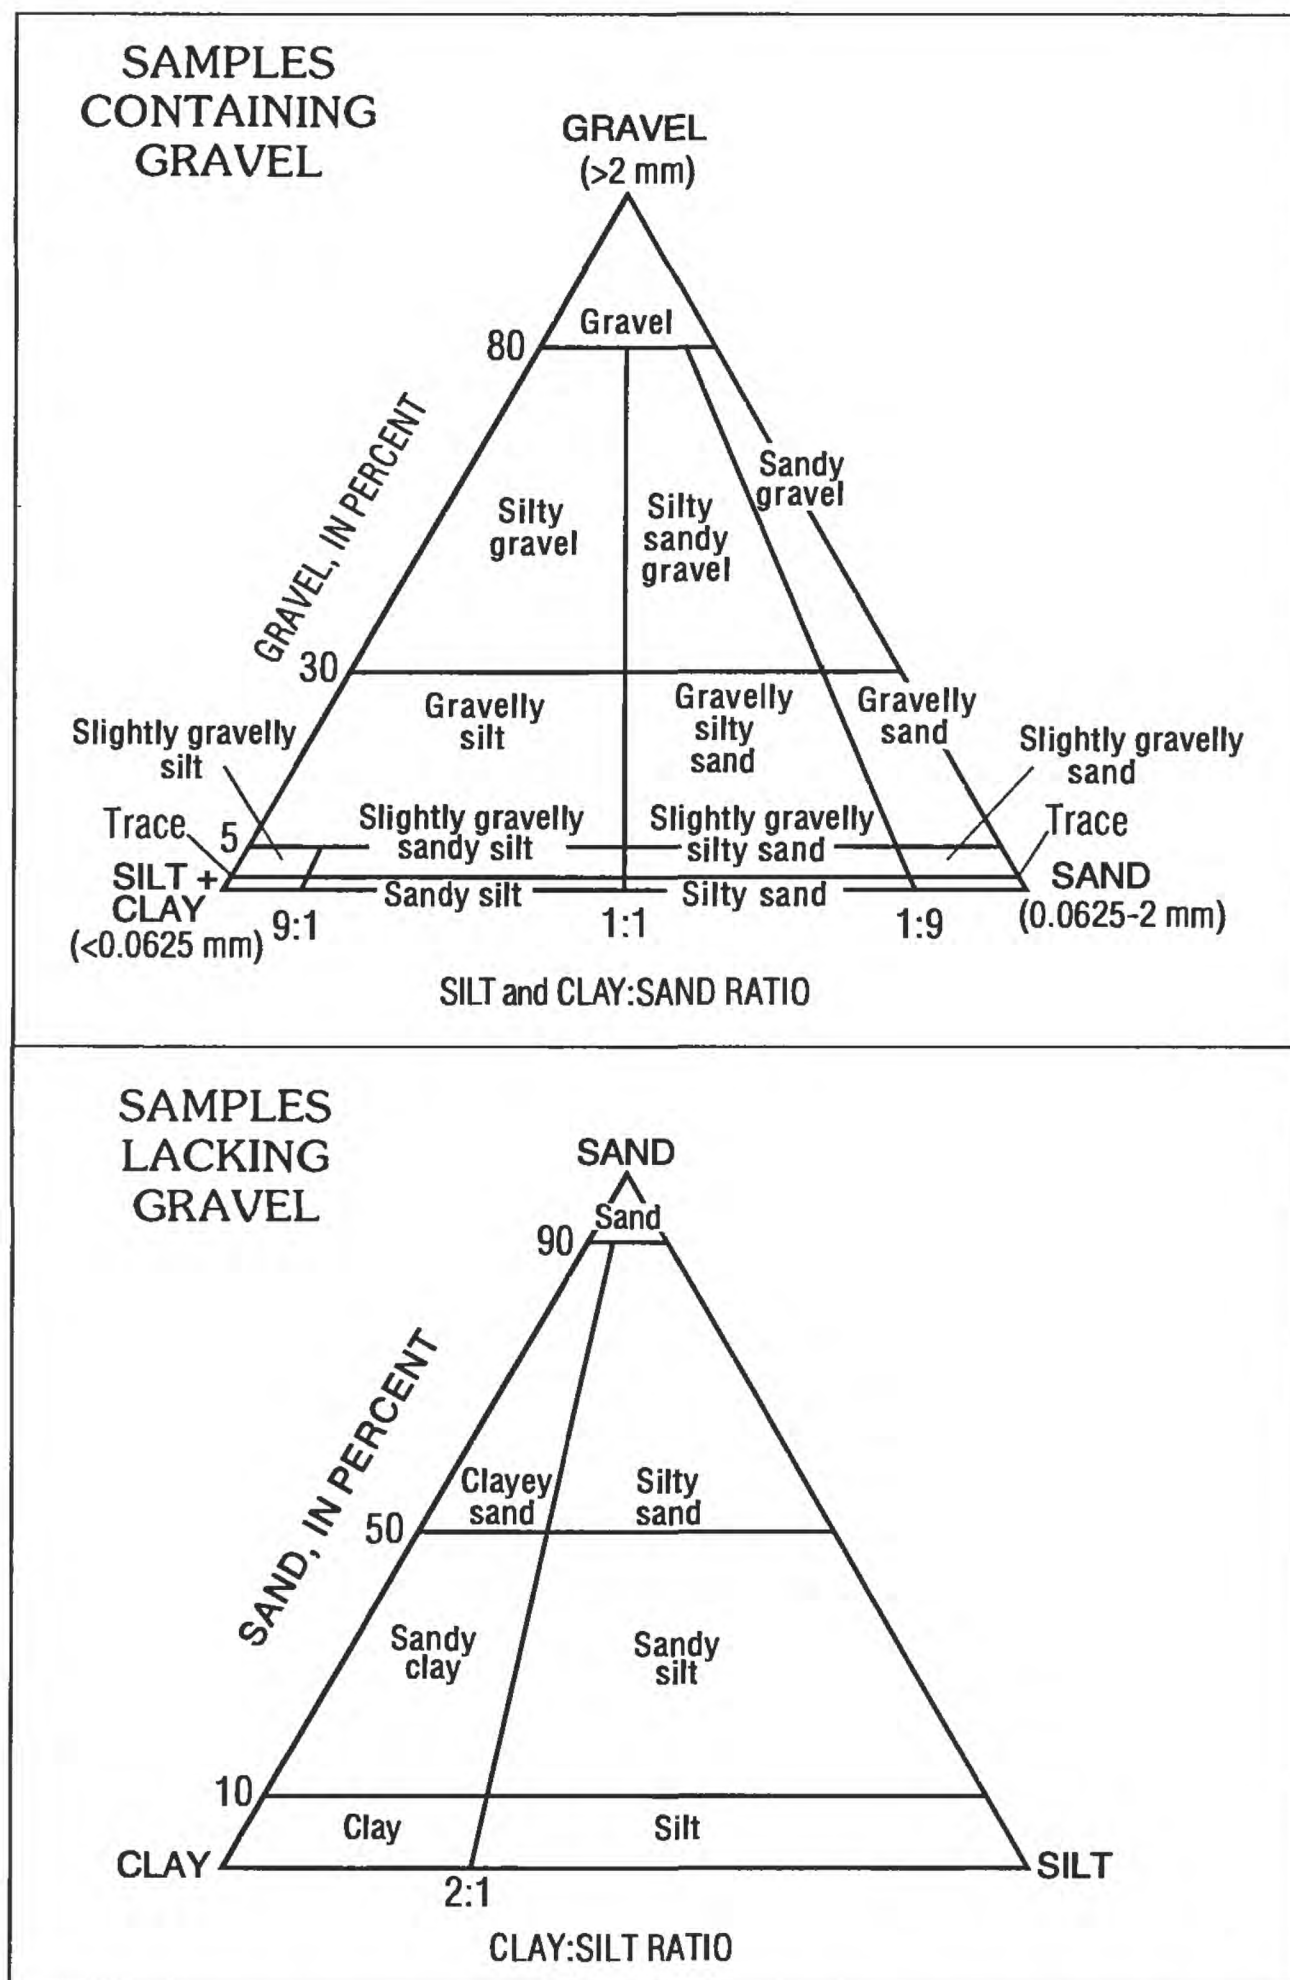 SAMPLES
CONTAINING
GRAVEL
GRAVEL
(>2 mm)
80
Gravel
GRAVEL, IN PERCENT
Sandy
gravel
Silty
gravel
Silty
sandy
gravel
30
Gravelly
silt
Gravelly
silty
sand
Gravelly
sand
Slightly gravelly
silt
Slightly gravelly
sand
Trace
5
Slightly gravelly
sandy silt
Slightly gravelly
silty sand
Trace
SILT +
CLAY
(<0.0625 mm)
Sandy silt
Silty sand
SAND
(0.0625-2 mm)
9:1
1:1
1:9
SILT and CLAY:SAND RATIO
SAMPLES
LACKING
GRAVEL
SAND
Sand
90
SAND, IN PERCENT
Clayey
sand
Silty
sand
50
Sandy
clay
Sandy
silt
10
Clay
Silt
CLAY
SILT
2:1
CLAY:SILT RATIO